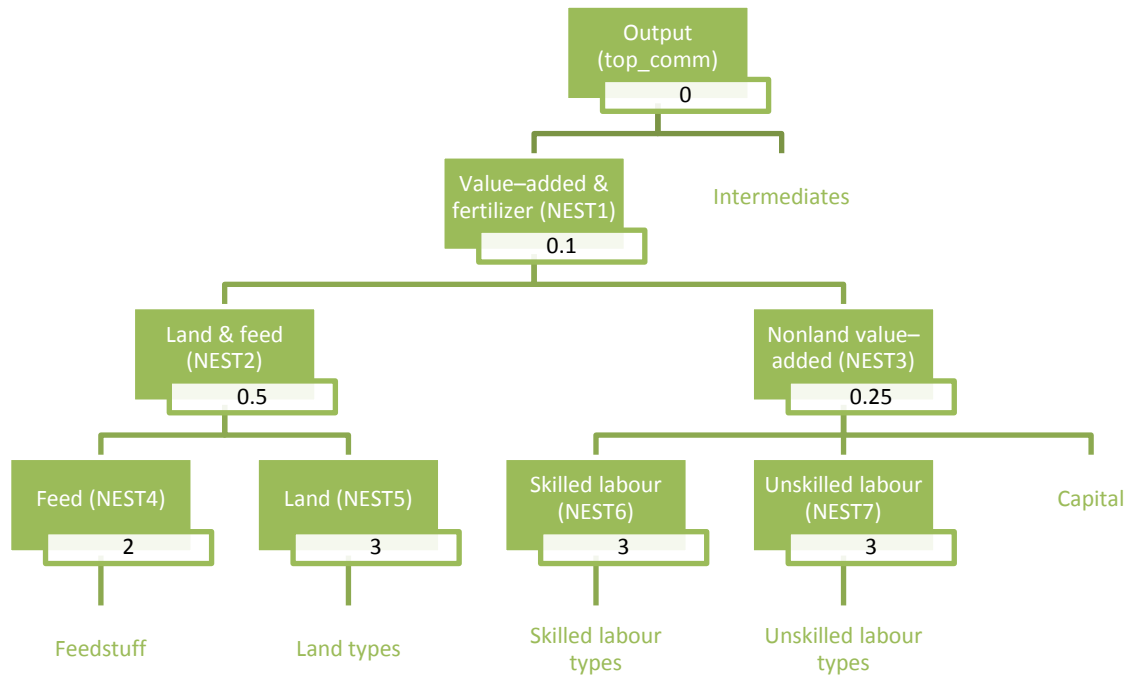 Output
(top_comm)
0
Value–added &
fertilizer (NEST1)
0.1
Intermediates
Land & feed
(NEST2)
0.5
Nonland value–
added (NEST3)
0.25
Feed (NEST4)
2
Land (NEST5)
3
Skilled labour
(NEST6)
3
Unskilled labour
(NEST7)
3
Capital
Feedstuff
Land types
Skilled labour
types
Unskilled labour
types